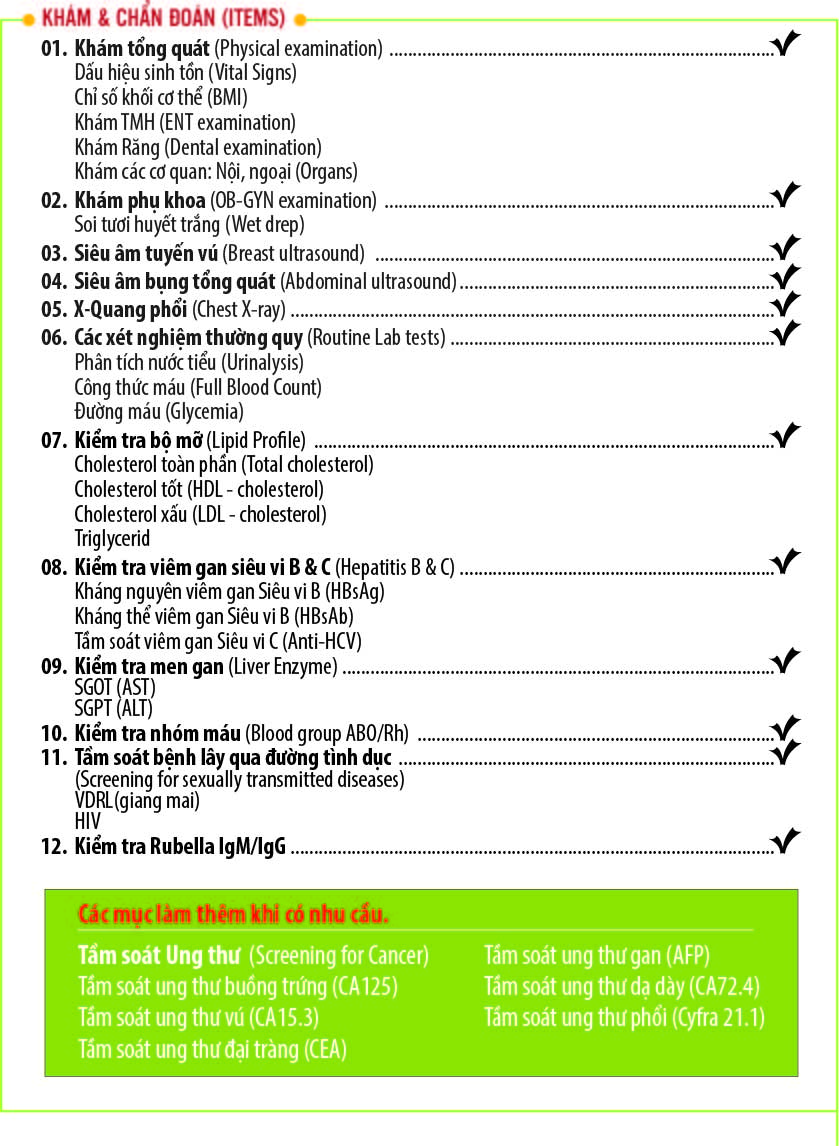 KHÁM & CHẨN ĐOÁN (ITEMS)
01. Khám tổng quát (Physical examination) ........................................................................
Dấu hiệu sinh tồn (Vital Signs)
Chỉ số khối cơ thể (BMI)
Khám TMH (ENT examination)
Khám Răng (Dental examination)
Khám các cơ quan: Nội, ngoại (Organs)
02. Khám phụ khoa (OB-GYN examination) ........................................................................
Soi tươi huyết trắng (Wet drep)
03. Siêu âm tuyến vú (Breast ultrasound) ........................................................................
04. Siêu âm bụng tổng quát (Abdominal ultrasound) ............................................................
05. X-Quang phổi (Chest X-ray) ........................................................................
06. Các xét nghiệm thường quy (Routine Lab tests) ............................................................
Phân tích nước tiểu (Urinalysis)
Công thức máu (Full Blood Count)
Đường máu (Glycemia)
07. Kiểm tra bộ mỡ (Lipid Profile) ........................................................................
Cholesterol toàn phần (Total cholesterol)
Cholesterol tốt (HDL - cholesterol)
Cholesterol xấu (LDL - cholesterol)
Triglycerid
08. Kiểm tra viêm gan siêu vi B & C (Hepatitis B & C) ............................................................
Kháng nguyên viêm gan Siêu vi B (HBsAg)
Kháng thể viêm gan Siêu vi B (HBsAb)
Tầm soát viêm gan Siêu vi C (Anti-HCV)
09. Kiểm tra men gan (Liver Enzyme) ........................................................................
SGOT (AST)
SGPT (ALT)
10. Kiểm tra nhóm máu (Blood group ABO/Rh) ............................................................
11. Tầm soát bệnh lây qua đường tình dục ............................................................
(Screening for sexually transmitted diseases)
VDRL(giang mai)
HIV
12. Kiểm tra Rubella IgM/IgG ........................................................................
Các mục làm thêm khi có nhu cầu.
Tầm soát Ung thư (Screening for Cancer)
Tầm soát ung thư buồng trứng (CA125)
Tầm soát ung thư vú (CA15.3)
Tầm soát ung thư đại tràng (CEA)
Tầm soát ung thư gan (AFP)
Tầm soát ung thư dạ dày (CA72.4)
Tầm soát ung thư phổi (Cyfra 21.1)